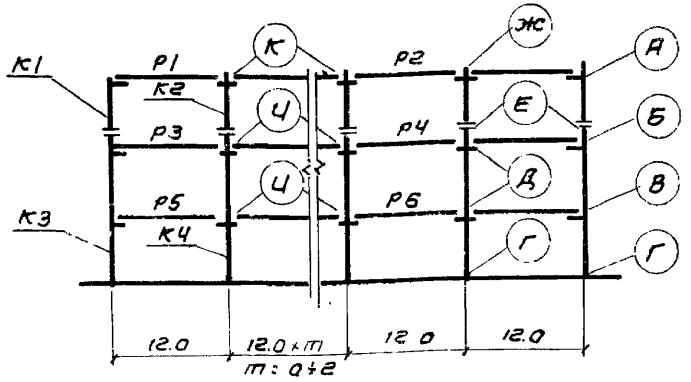 К ЖС
К1 Р1 Р2 А
К2
И Е
Р3 Р4 Б
И Д
Р5 Р6 В
К3 К4 Г Г
12.0 12.0×m 12.0 12.0
m=0÷2